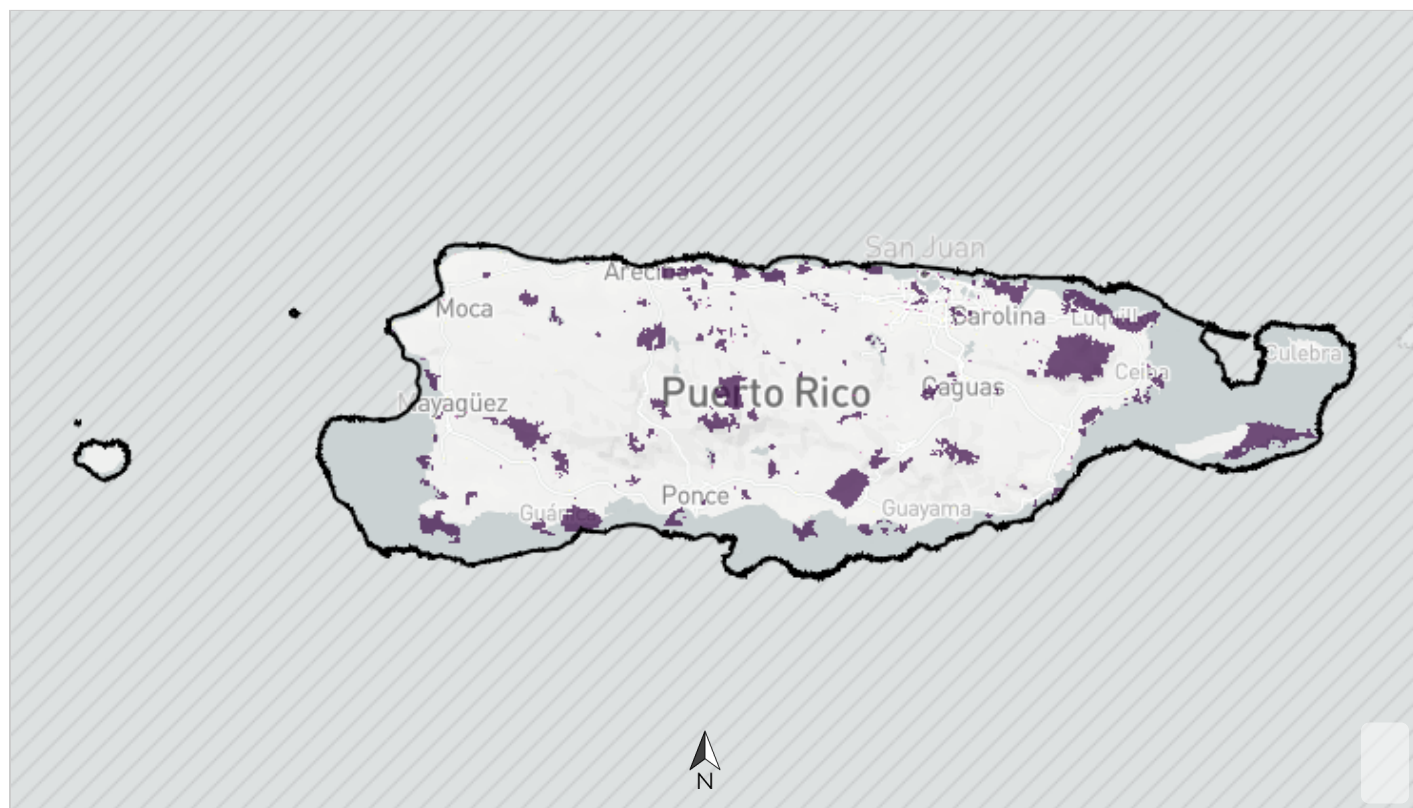 San Juan
Arecibo
Moca
Carolina
Luquillo
Culebra
Ceiba
Puerto Rico
Caguas
Mayagüez
Ponce
Guayama
N